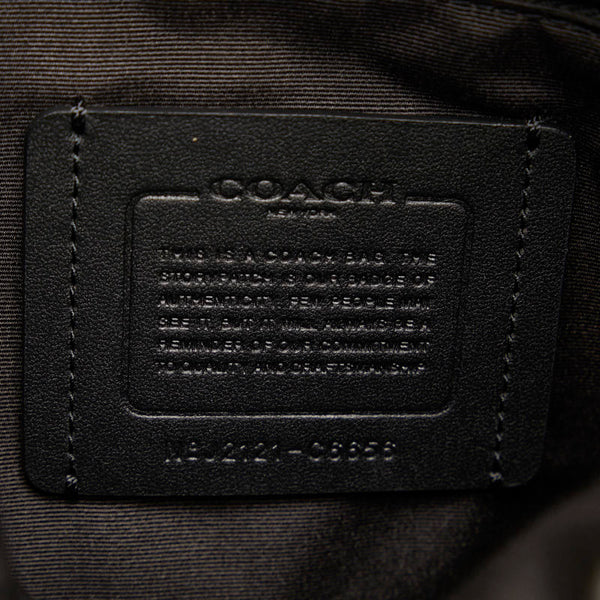 COACH
NEW YORK
THIS IS A COACH BAG. THE
STORYPATCH IS OUR BADGE OF
AUTHENTICITY. FEW PEOPLE MAY
SEE IT, BUT IT WILL ALWAYS BE A
REMINDER OF OUR COMMITMENT
TO QUALITY AND CRAFTSMANSHIP.